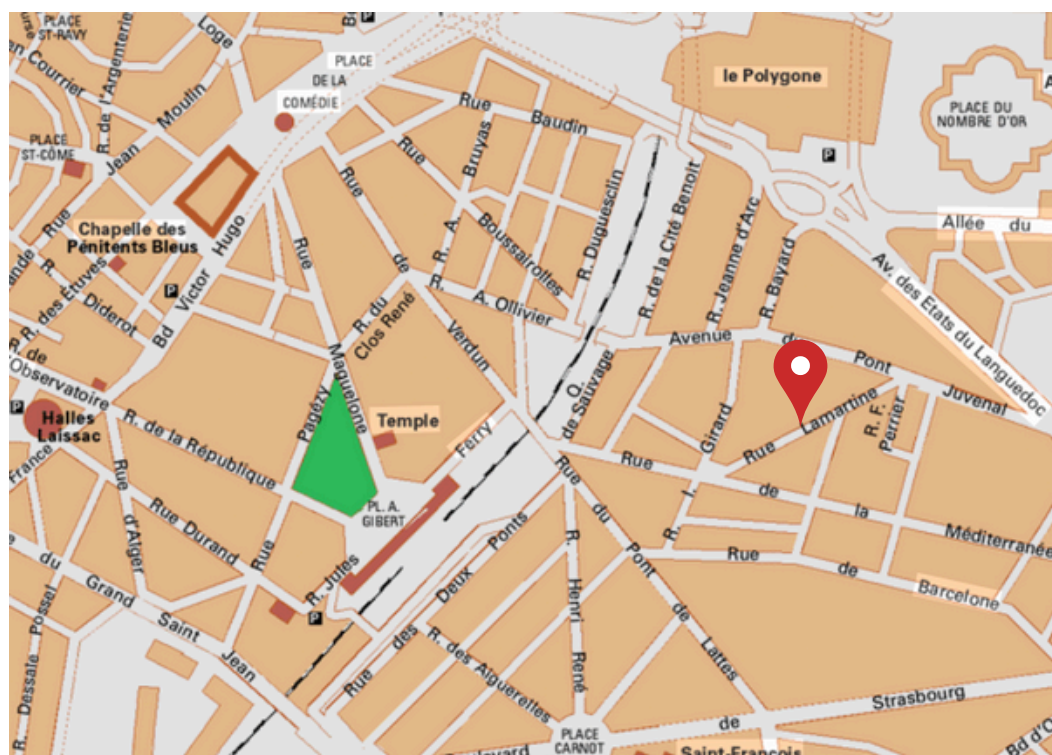 PLACE
ST-RAVY
Loge
PLACE
DE LA
COMÉDIE
le Polygone
PLACE DU
NOMBRE D'OR
Courrier
R. de l'Argenterie
Jean Moulin
PLACE
ST-CÔME
Rue Baudin
Bruyas
A.
R.
Rue
Boussairolles
R. Duguesclin
R. de la Cité Benoit
R. Jeanne d'Arc
R. Bayard
Allée du
Av. des Etats du Languedoc
Chapelle des
Pénitents Bleus
Bd Victor Hugo
Rue
R. des Etuves
R. Diderot
Rue Maguelone
Rue de Verdun
R. du
Clos René
R. A. Ollivier
Q.
de Sauvage
Avenue du Pont Juvenal
R. de
Observatoire
Halles
Laissac
R. de la République
Rue Pagézy
Temple
R. Jules Ferry
PL. A.
GIBERT
R. J. Girard
Rue Lamartine
R. F.
Perrier
France
Rue d'Alger
Rue Durand
Rue de la Méditerranée
Rue de Barcelone
Rue du Pont de Lattes
R. Henri René
Rue des Deux Ponts
R. des Aiguerelles
du Grand Saint Jean
R. Dessale Possel
PLACE
CARNOT
de Strasbourg
Saint-François
P
P
P
P
P